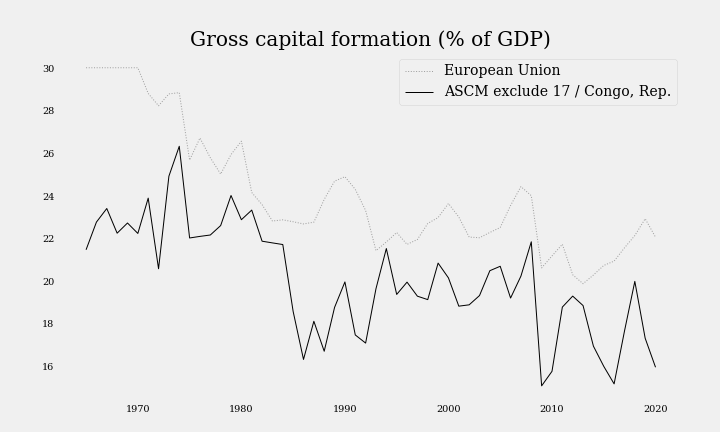 Gross capital formation (% of GDP)
European Union
ASCM exclude 17 / Congo, Rep.
30
28
26
24
22
20
18
16
1970 1980 1990 2000 2010 2020